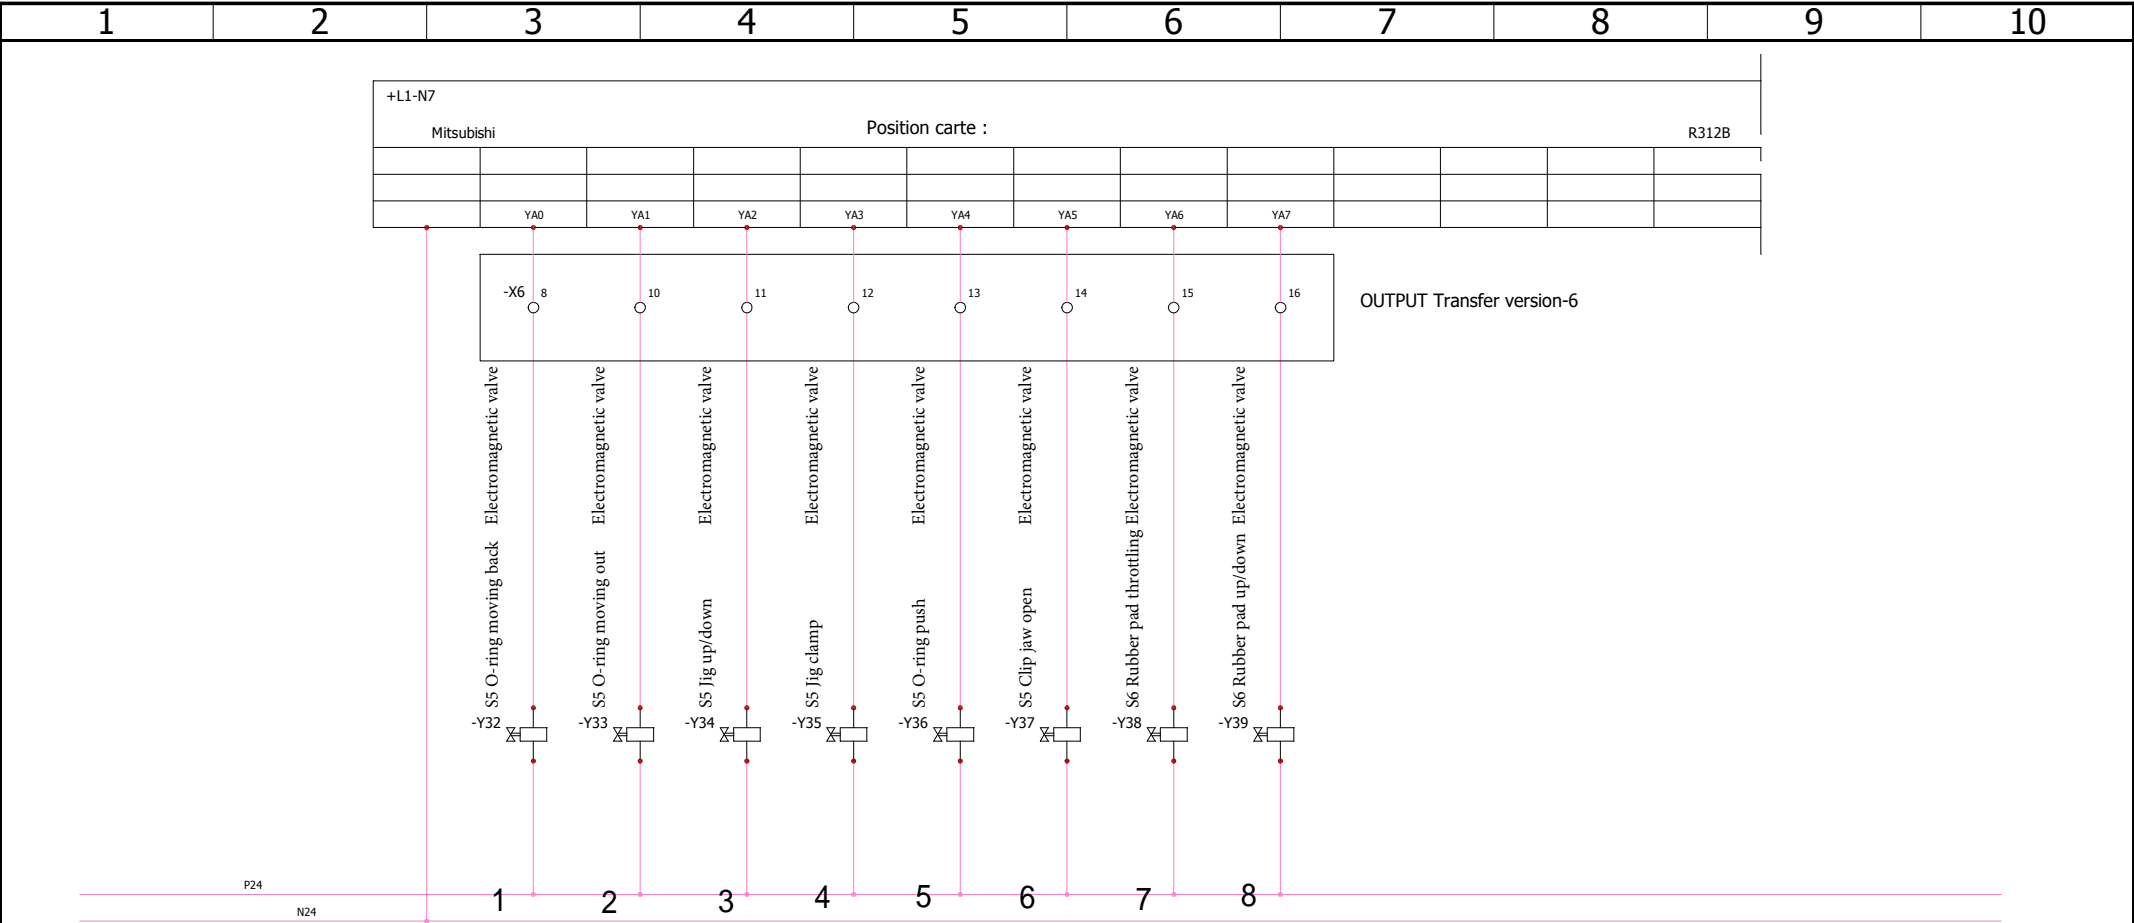 1 2 3 4 5 6 7 8 9 10
+L1-N7
Mitsubishi
Position carte :
R312B
YA0 YA1 YA2 YA3 YA4 YA5 YA6 YA7
-X6 8 10 11 12 13 14 15 16
OUTPUT Transfer version-6
S5 O-ring moving back Electromagnetic valve
S5 O-ring moving out Electromagnetic valve
S5 Jig up/down Electromagnetic valve
S5 Jig clamp Electromagnetic valve
S5 O-ring push Electromagnetic valve
S5 Clip jaw open Electromagnetic valve
S6 Rubber pad throttling Electromagnetic valve
S6 Rubber pad up/down Electromagnetic valve
-Y32 -Y33 -Y34 -Y35 -Y36 -Y37 -Y38 -Y39
P24
1 2 3 4 5 6 7 8
N24